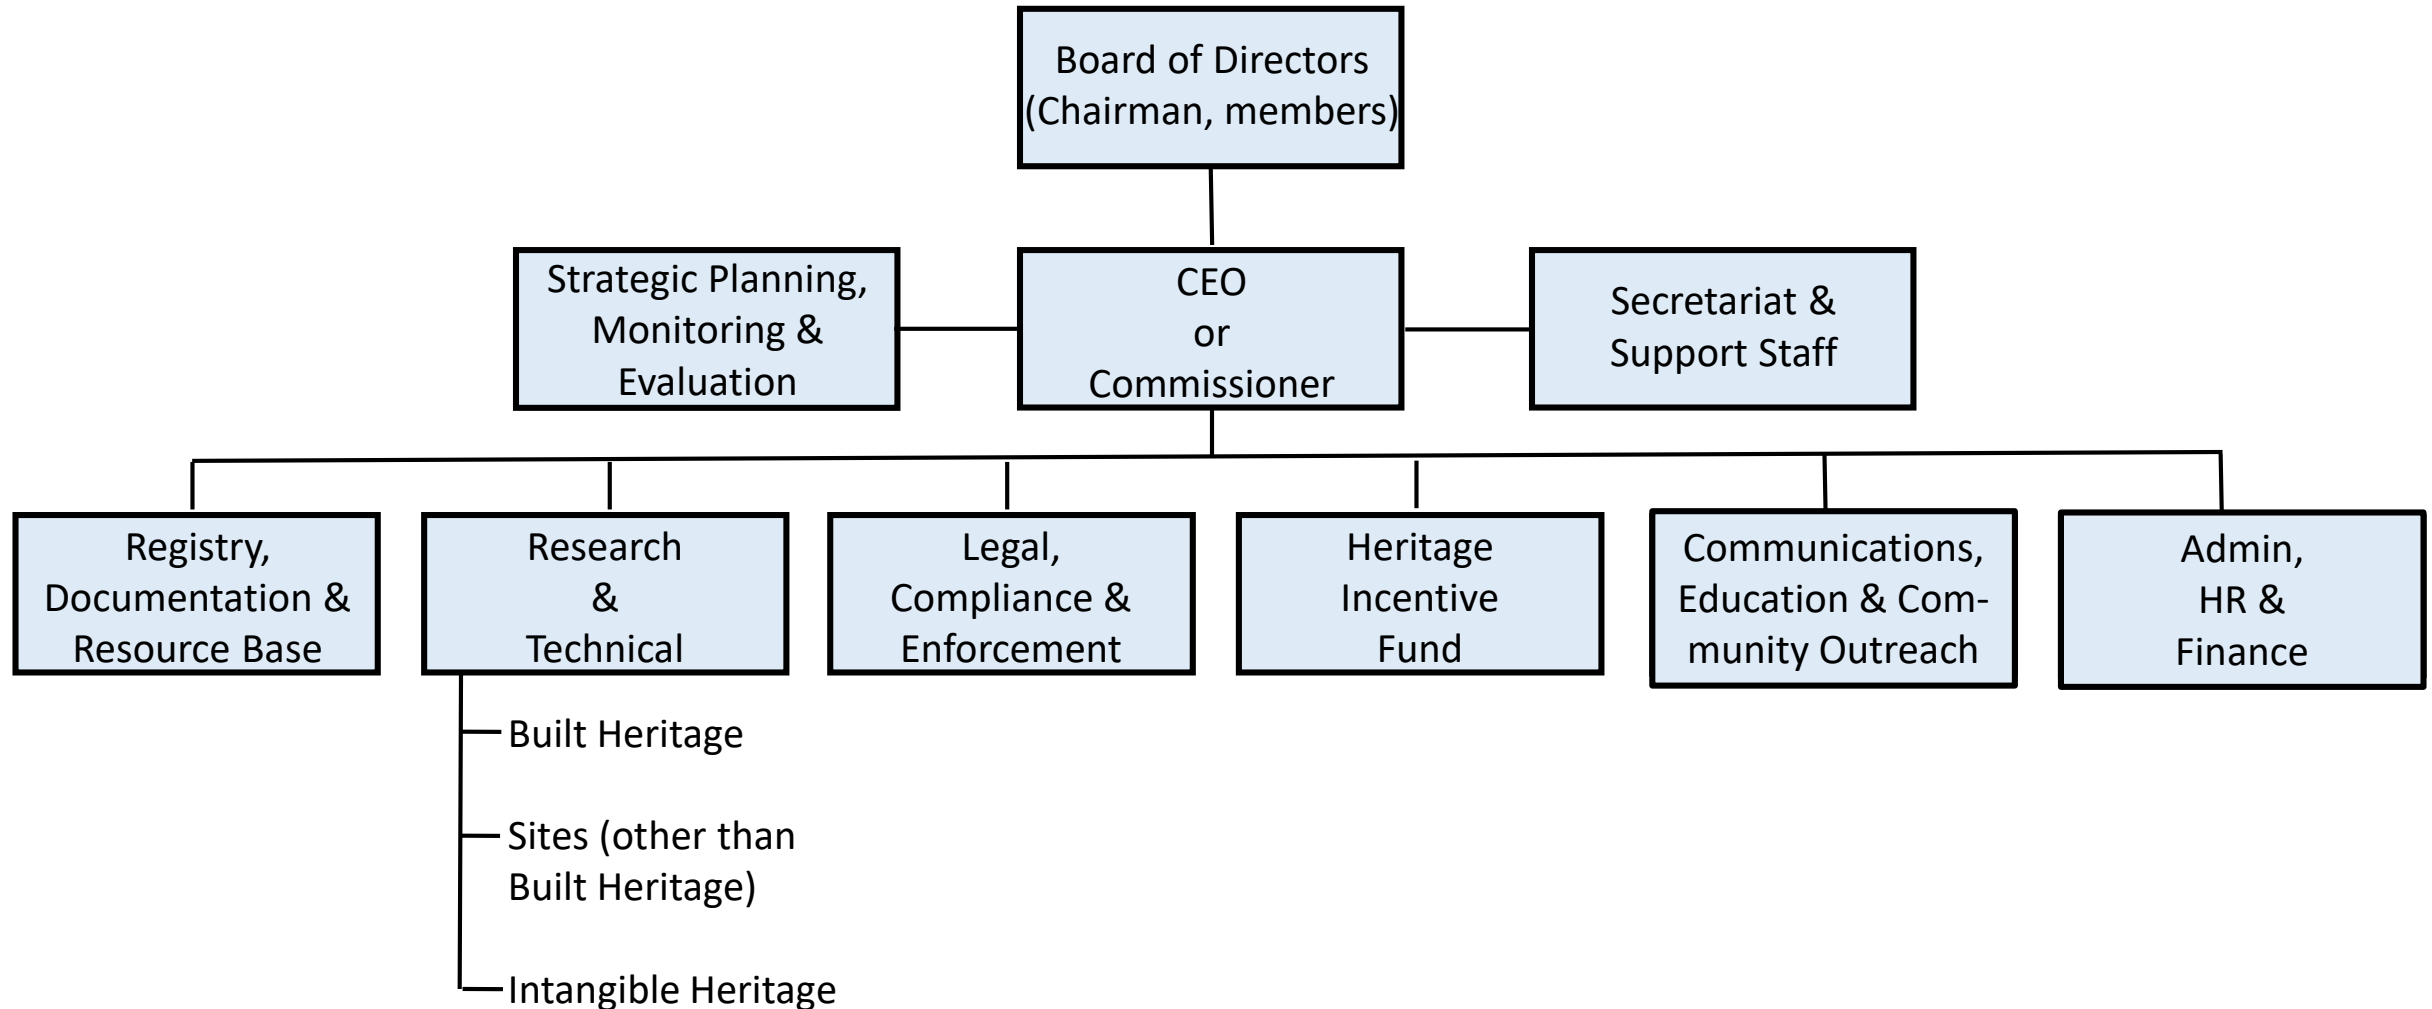 Board of Directors
(Chairman, members)
Strategic Planning,
Monitoring &
Evaluation
CEO
or
Commissioner
Secretariat &
Support Staff
Registry,
Documentation &
Resource Base
Research
&
Technical
Legal,
Compliance &
Enforcement
Heritage
Incentive
Fund
Communications,
Education & Com-
munity Outreach
Admin,
HR &
Finance
Built Heritage
Sites (other than
Built Heritage)
Intangible Heritage